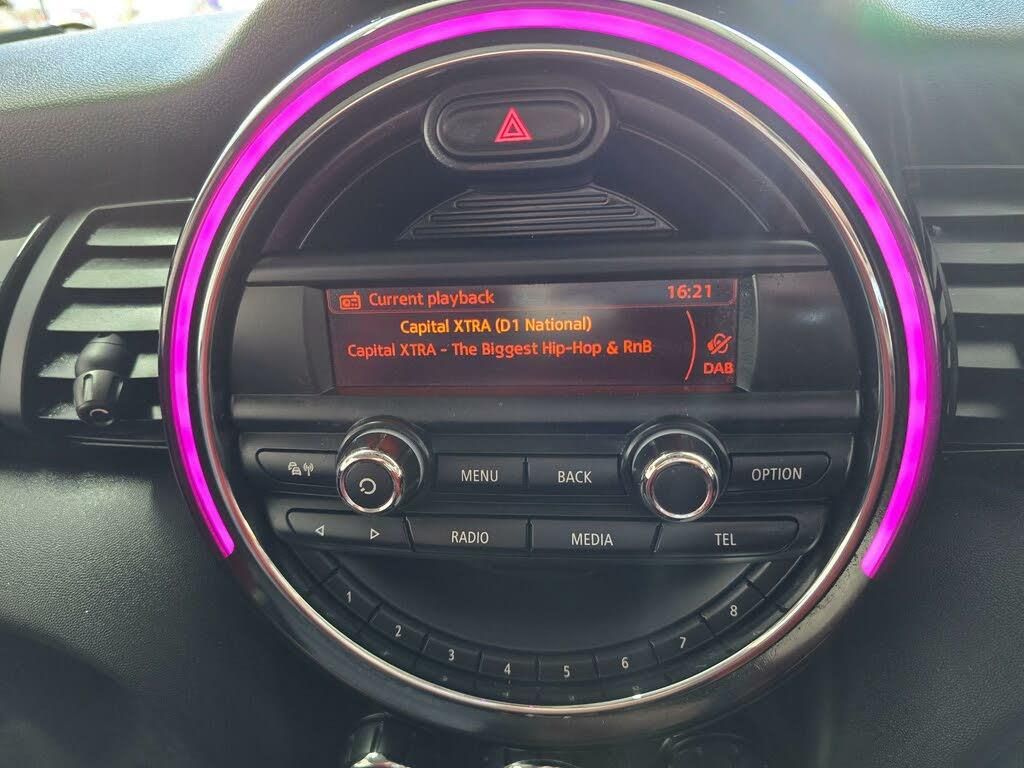 Current playback 16:21
Capital XTRA (D1 National)
Capital XTRA - The Biggest Hip-Hop & RnB
DAB
MENU BACK OPTION
RADIO MEDIA TEL
1 2 3 4 5 6 7 8